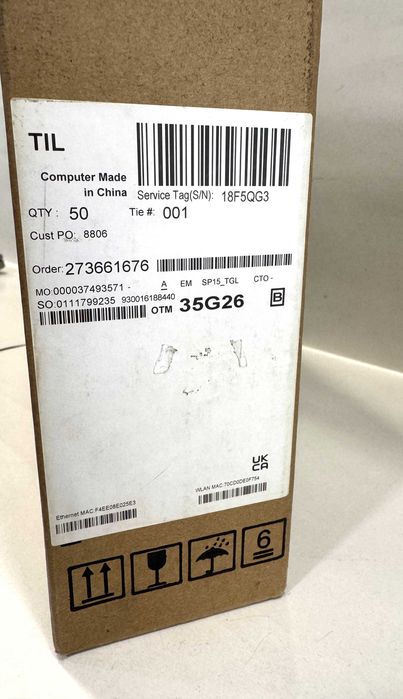 TIL
Computer Made
in China
Service Tag(S/N): 18F5QG3
QTY : 50 Tie #: 001
Cust PO: 8806
Order: 273661676
MO:000037493571 - A EM SP15_TGL CTO -
SO:0111799235 930016188440 OTM 35G26 B
UK
CA
WLAN MAC:70CD0DE0F754
Ethernet MAC:F4EE08E025E3
6